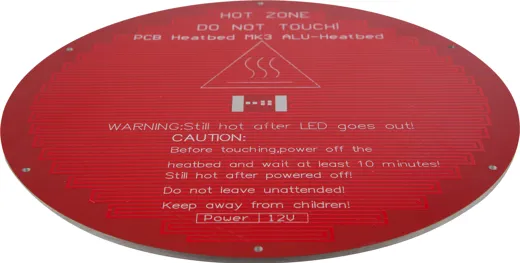 HOT ZONE
DO NOT TOUCH!
PCB Heatbed MK3 ALU-Heatbed
WARNING:Still hot after LED goes out!
CAUTION:
Before touching,power off the
heatbed and wait at least 10 minutes!
Still hot after powered off!
Do not leave unattended!
Keep away from children!
Power | 12V